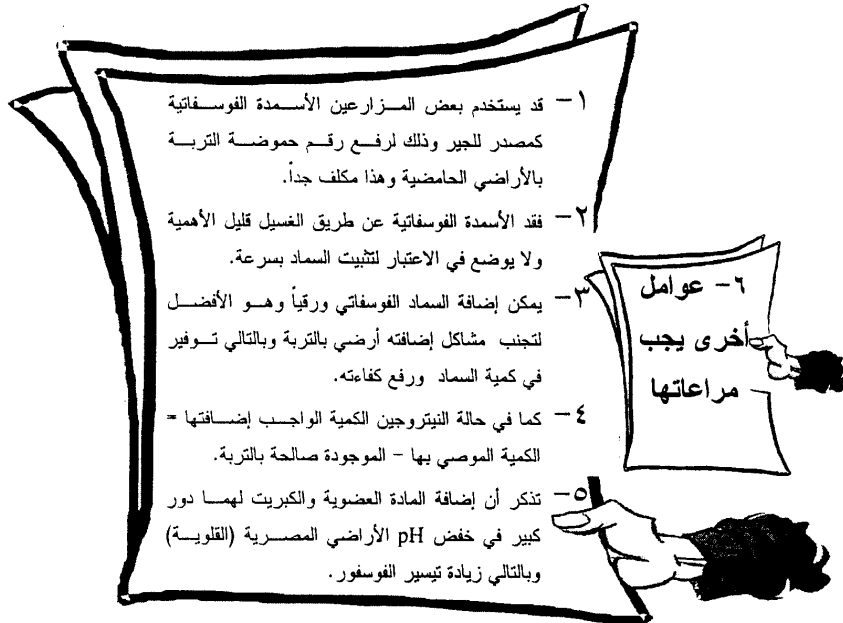 ٦- عوامل
أخرى يجب
مراعاتها
١- قد يستخدم بعض المزارعين الأسمدة الفوسفاتية
كمصدر للجير وذلك لرفع رقم حموضة التربة
بالأراضي الحامضية وهذا مكلف جداً.
٢- فقد الأسمدة الفوسفاتية عن طريق الغسيل قليل الأهمية
ولا يوضع في الاعتبار لتثبيت السماد بسرعة.
٣- يمكن إضافة السماد الفوسفاتي ورقياً وهو الأفضل
لتجنب مشاكل إضافته أرضي بالتربة وبالتالي توفير
في كمية السماد ورفع كفاءته.
٤- كما في حالة النيتروجين الكمية الواجب إضافتها =
الكمية الموصي بها - الموجودة صالحة بالتربة.
٥- تذكر أن إضافة المادة العضوية والكبريت لهما دور
كبير في خفض pH الأراضي المصرية (القلوية)
وبالتالي زيادة تيسير الفوسفور.